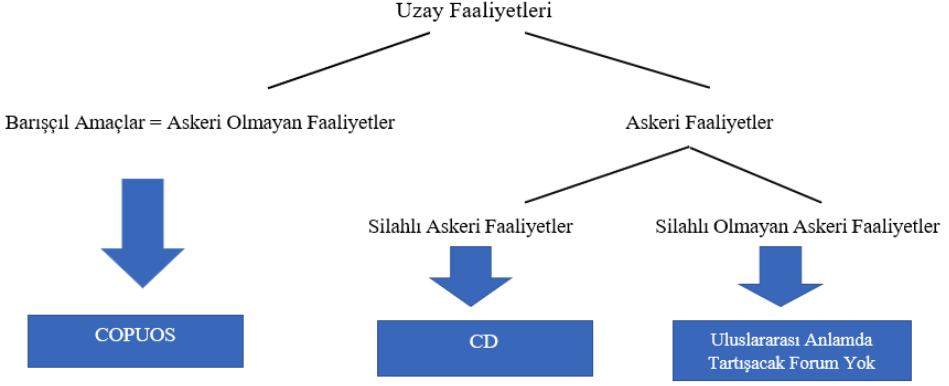 Uzay Faaliyetleri
Barışçıl Amaçlar = Askeri Olmayan Faaliyetler
Askeri Faaliyetler
Silahlı Askeri Faaliyetler
Silahlı Olmayan Askeri Faaliyetler
COPUOS
CD
Uluslararası Anlamda
Tartışacak Forum Yok